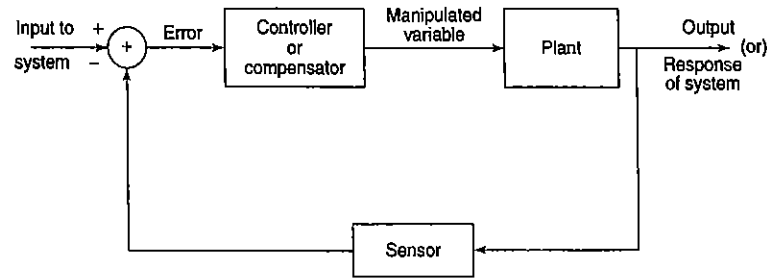 Input to
system
+
−
+
Error
Controller
or
compensator
Manipulated
variable
Plant
Output
(or)
Response
of system
Sensor